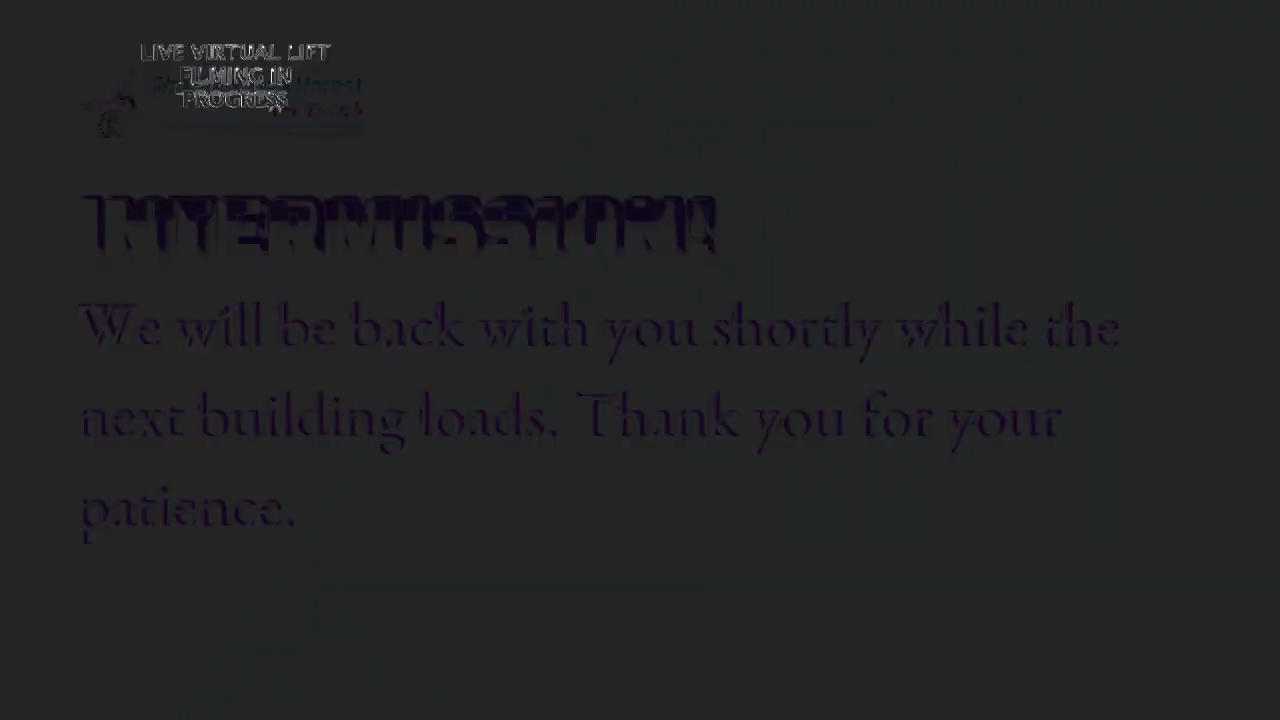 LIVE VIRTUAL LIFT
FILMING IN
PROGRESS
INTERMISSION!
We will be back with you shortly while the
next building loads. Thank you for your
patience.